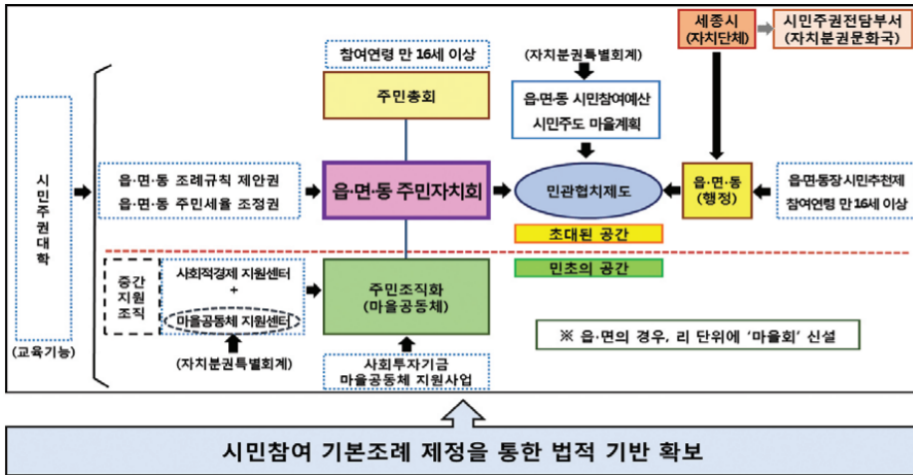 세종시
(자치단체)
시민주권전담부서
(자치분권문화국)
참여연령 만 16세 이상
주민총회
(자치분권특별회계)
읍·면·동 시민참여예산
시민주도 마을계획
시민주권대학
(교육기능)
읍·면·동 조례규칙 제안권
읍·면·동 주민세율 조정권
읍·면·동 주민자치회
민관협치제도
읍·면·동
(행정)
읍·면·동장 시민추천제
참여연령 만 16세 이상
초대된 공간
민초의 공간
중간
지원
조직
사회적경제 지원센터
+
마을공동체 지원센터
(자치분권특별회계)
주민조직화
(마을공동체)
사회투자기금
마을공동체 지원사업
※ 읍·면의 경우, 리 단위에 ‘마을회’ 신설
시민참여 기본조례 제정을 통한 법적 기반 확보